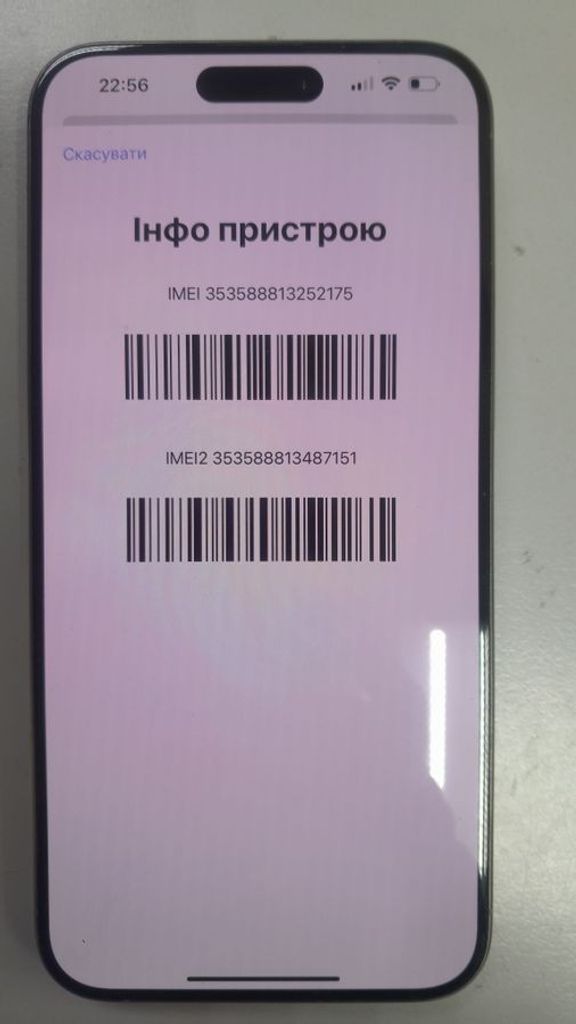 22:56
Скасувати
Інфо пристрою
IMEI 353588813252175
IMEI2 353588813487151